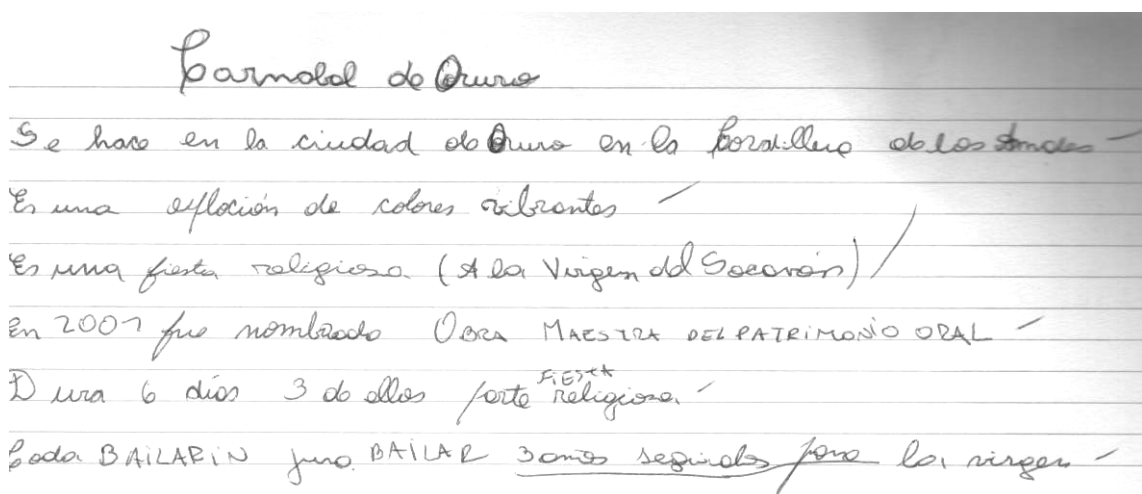 Carnabal de Oruro
Se hace en la ciudad de Oruro en la Cordillera de los Andes
Es una explocion de colores vibrantes
Es una fiesta religiosa (A la Virgen del Socavón)
En 2001 fue nombrado OBRA MAESTRA DEL PATRIMONIO ORAL
Dura 6 días 3 de ellos parte FIESTA religiosa.
Cada BAILARIN jura BAILAR 3 años seguidos para la virgen